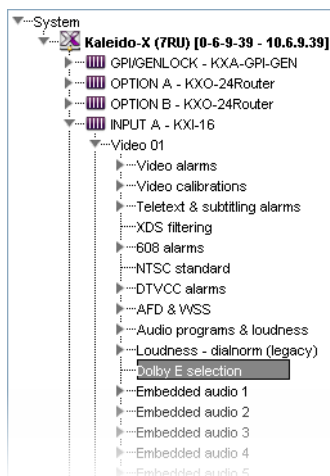 System
Kaleido-X (7RU) [0-6-9-39 - 10.6.9.39]
GPI/GENLOCK - KXA-GPI-GEN
OPTION A - KXO-24Router
OPTION B - KXO-24Router
INPUT A - KXI-16
Video 01
Video alarms
Video calibrations
Teletext & subtitling alarms
XDS filtering
608 alarms
NTSC standard
DTVCC alarms
AFD & WSS
Audio programs & loudness
Loudness - dialnorm (legacy)
Dolby E selection
Embedded audio 1
Embedded audio 2
Embedded audio 3
Embedded audio 4
Embedded audio 5